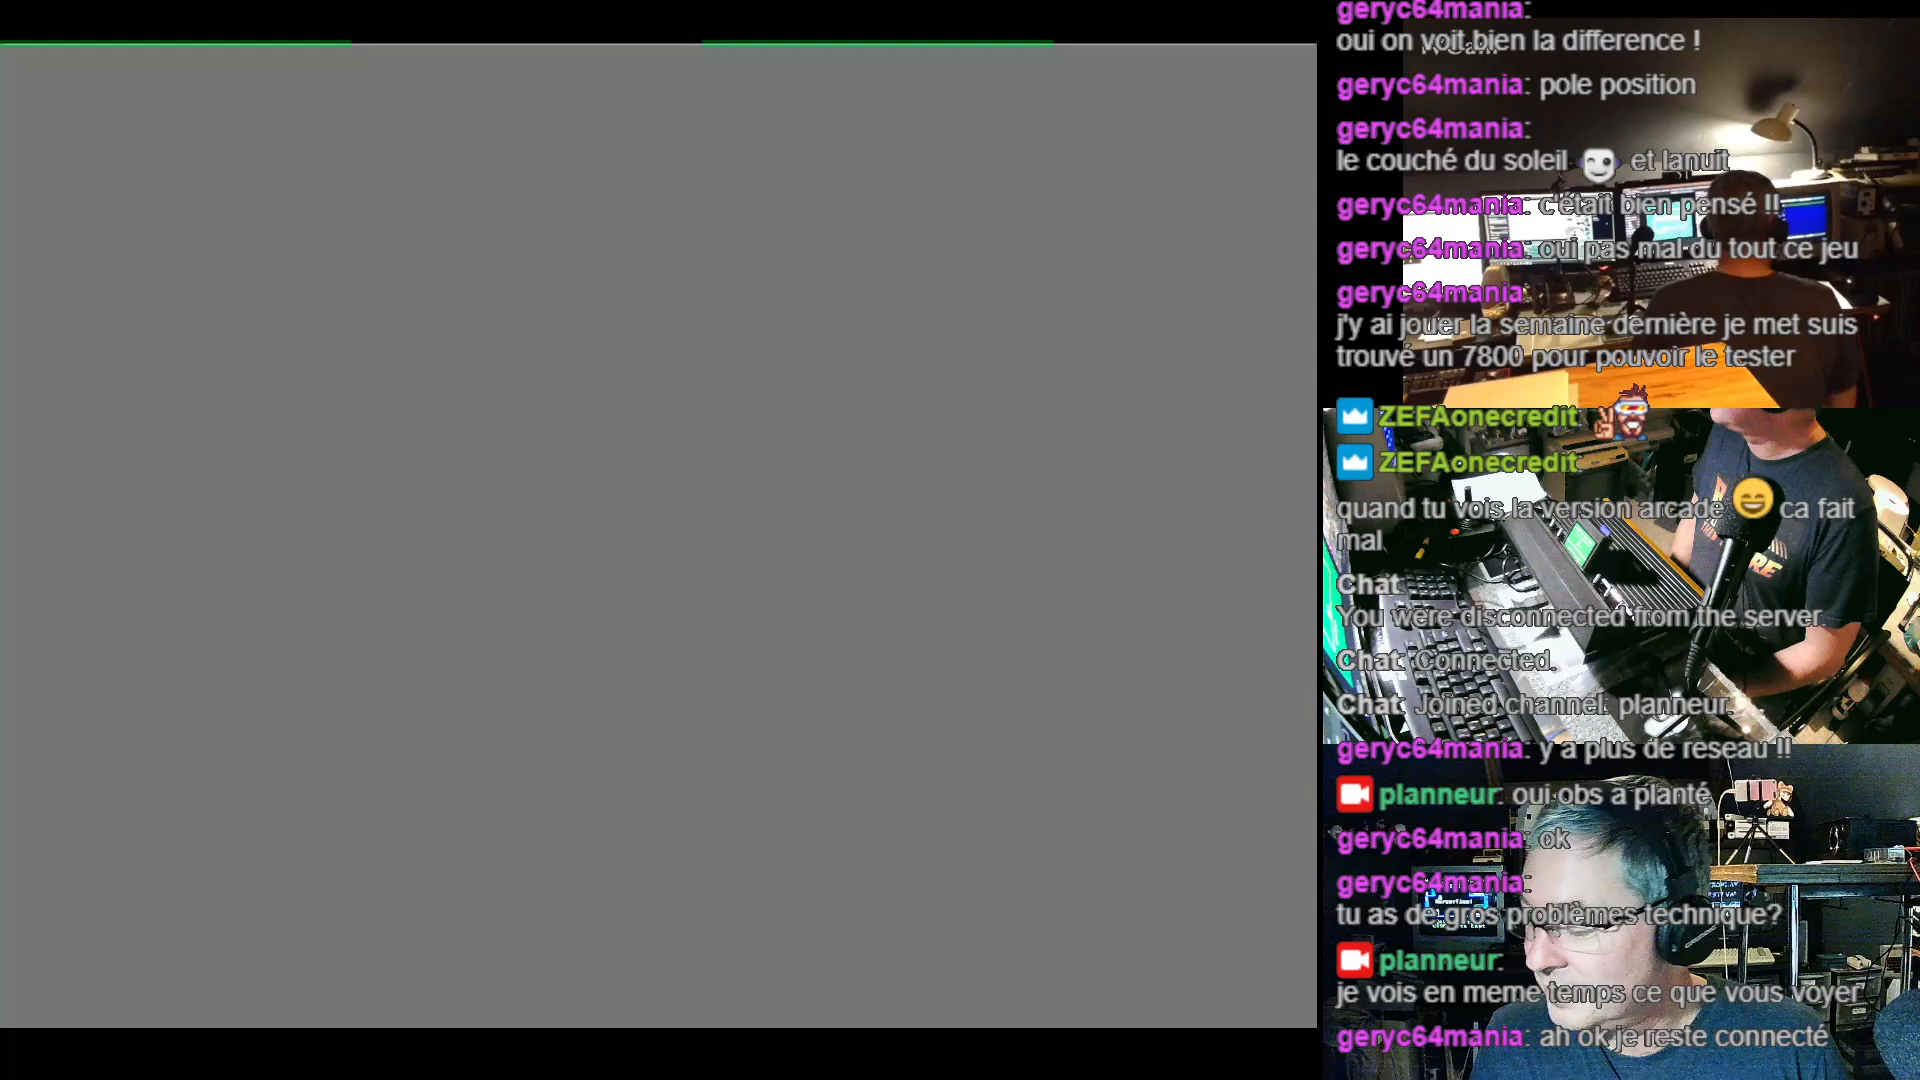 geryc64mania:
oui on voit bien la difference !
geryc64mania: pole position
geryc64mania:
le couché du soleil et lanuit
geryc64mania: c'était bien pensé !!
geryc64mania: oui pas mal du tout ce jeu
geryc64mania:
j'y ai jouer la semaine dernière je met suis
trouvé un 7800 pour pouvoir le tester
ZEFAonecredit:
ZEFAonecredit:
quand tu vois la version arcade ca fait
mal
Chat:
You were disconnected from the server.
Chat: Connected.
Chat: Joined channel: planneur.
geryc64mania: y a plus de reseau !!
planneur: oui obs a planté
geryc64mania: ok
geryc64mania:
tu as de gros problèmes technique?
planneur:
je vois en meme temps ce que vous voyer
geryc64mania: ah ok je reste connecté